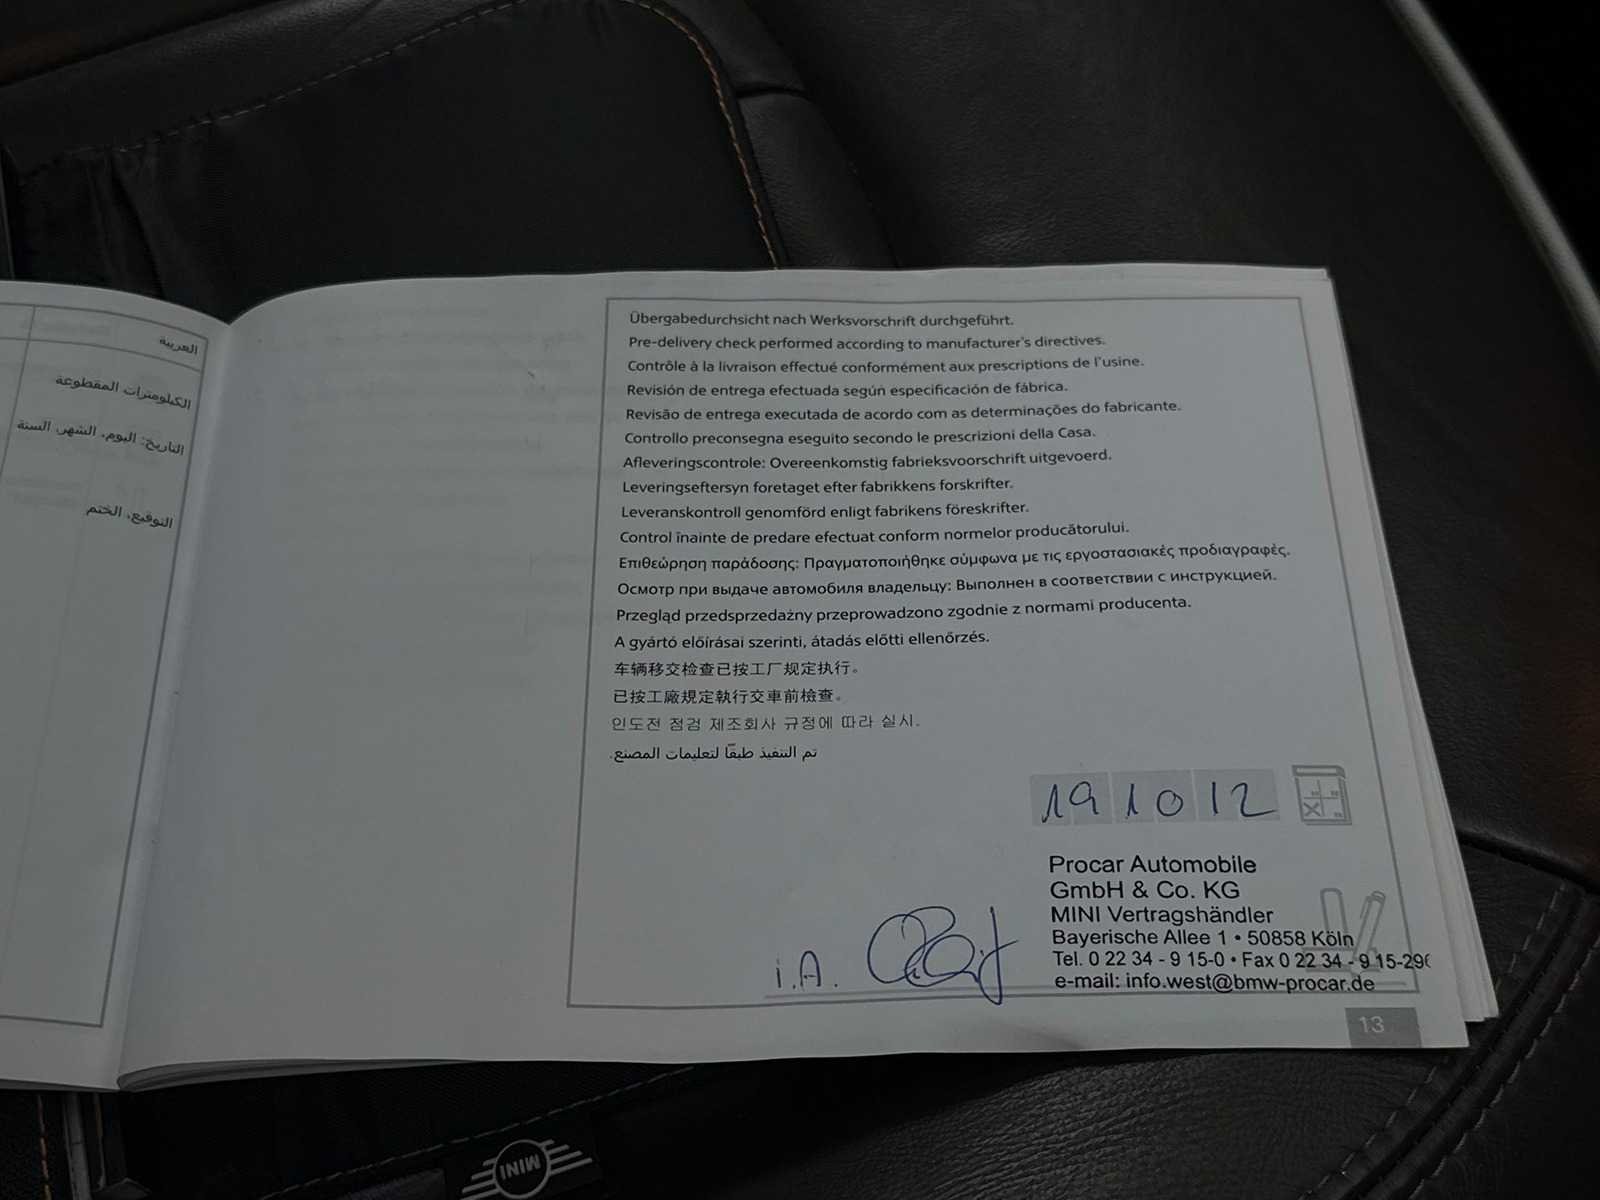 العربية
الكيلومترات المقطوعة
التاريخ: اليوم، الشهر، السنة
التوقيع، الختم
Übergabedurchsicht nach Werksvorschrift durchgeführt.
Pre-delivery check performed according to manufacturer's directives.
Contrôle à la livraison effectué conformément aux prescriptions de l'usine.
Revisión de entrega efectuada según especificación de fábrica.
Revisão de entrega executada de acordo com as determinações do fabricante.
Controllo preconsegna eseguito secondo le prescrizioni della Casa.
Afleveringscontrole: Overeenkomstig fabrieksvoorschrift uitgevoerd.
Leveringseftersyn foretaget efter fabrikkens forskrifter.
Leveranskontroll genomförd enligt fabrikens föreskrifter.
Control înainte de predare efectuat conform normelor producătorului.
Επιθεώρηση παράδοσης: Πραγματοποιήθηκε σύμφωνα με τις εργοστασιακές προδιαγραφές.
Осмотр при выдаче автомобиля владельцу: Выполнен в соответствии с инструкцией.
Przegląd przedsprzedażny przeprowadzono zgodnie z normami producenta.
A gyártó előírásai szerinti, átadás előtti ellenőrzés.
车辆移交检查已按工厂规定执行。
已按工廠規定執行交車前檢查。
인도전 점검 제조회사 규정에 따라 실시.
تم التنفيذ طبقًا لتعليمات المصنع.
19 10 12
Procar Automobile
GmbH & Co. KG
MINI Vertragshändler
Bayerische Allee 1 • 50858 Köln
Tel. 0 22 34 - 9 15-0 • Fax 0 22 34 - 9 15-290
e-mail: info.west@bmw-procar.de
i.A.
13
MINI